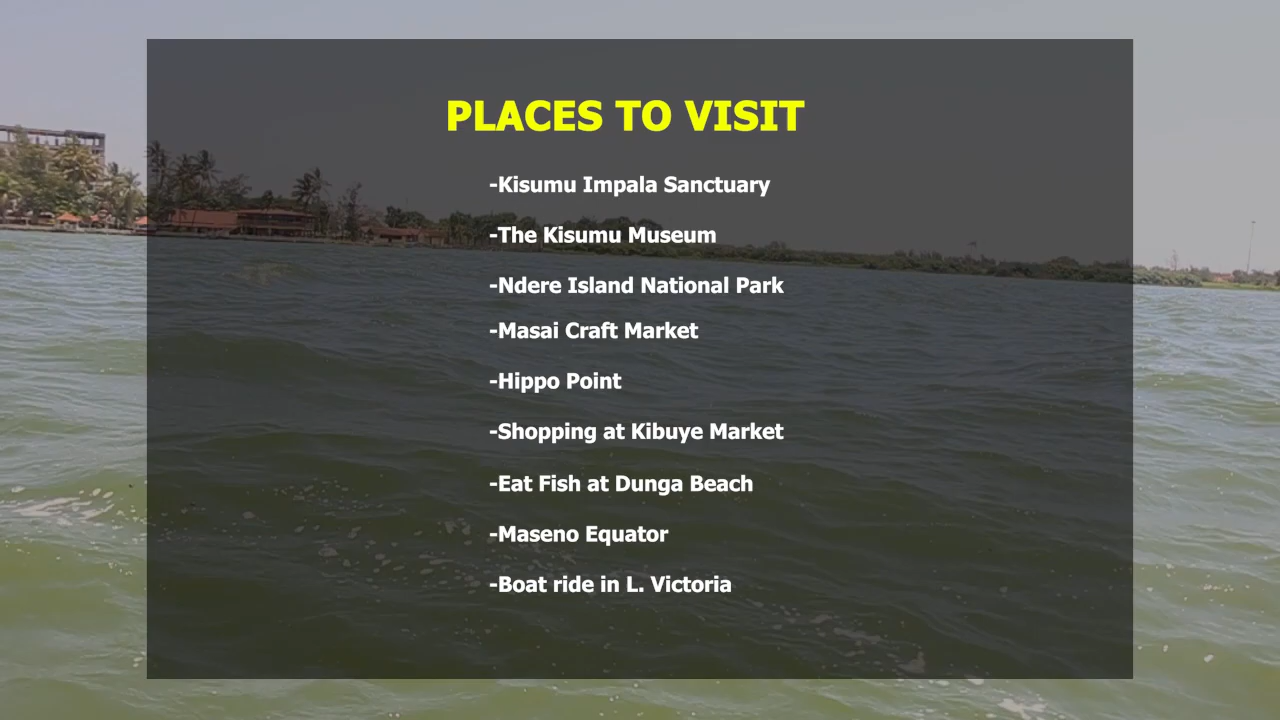 PLACES TO VISIT
-Kisumu Impala Sanctuary
-The Kisumu Museum
-Ndere Island National Park
-Masai Craft Market
-Hippo Point
-Shopping at Kibuye Market
-Eat Fish at Dunga Beach
-Maseno Equator
-Boat ride in L. Victoria